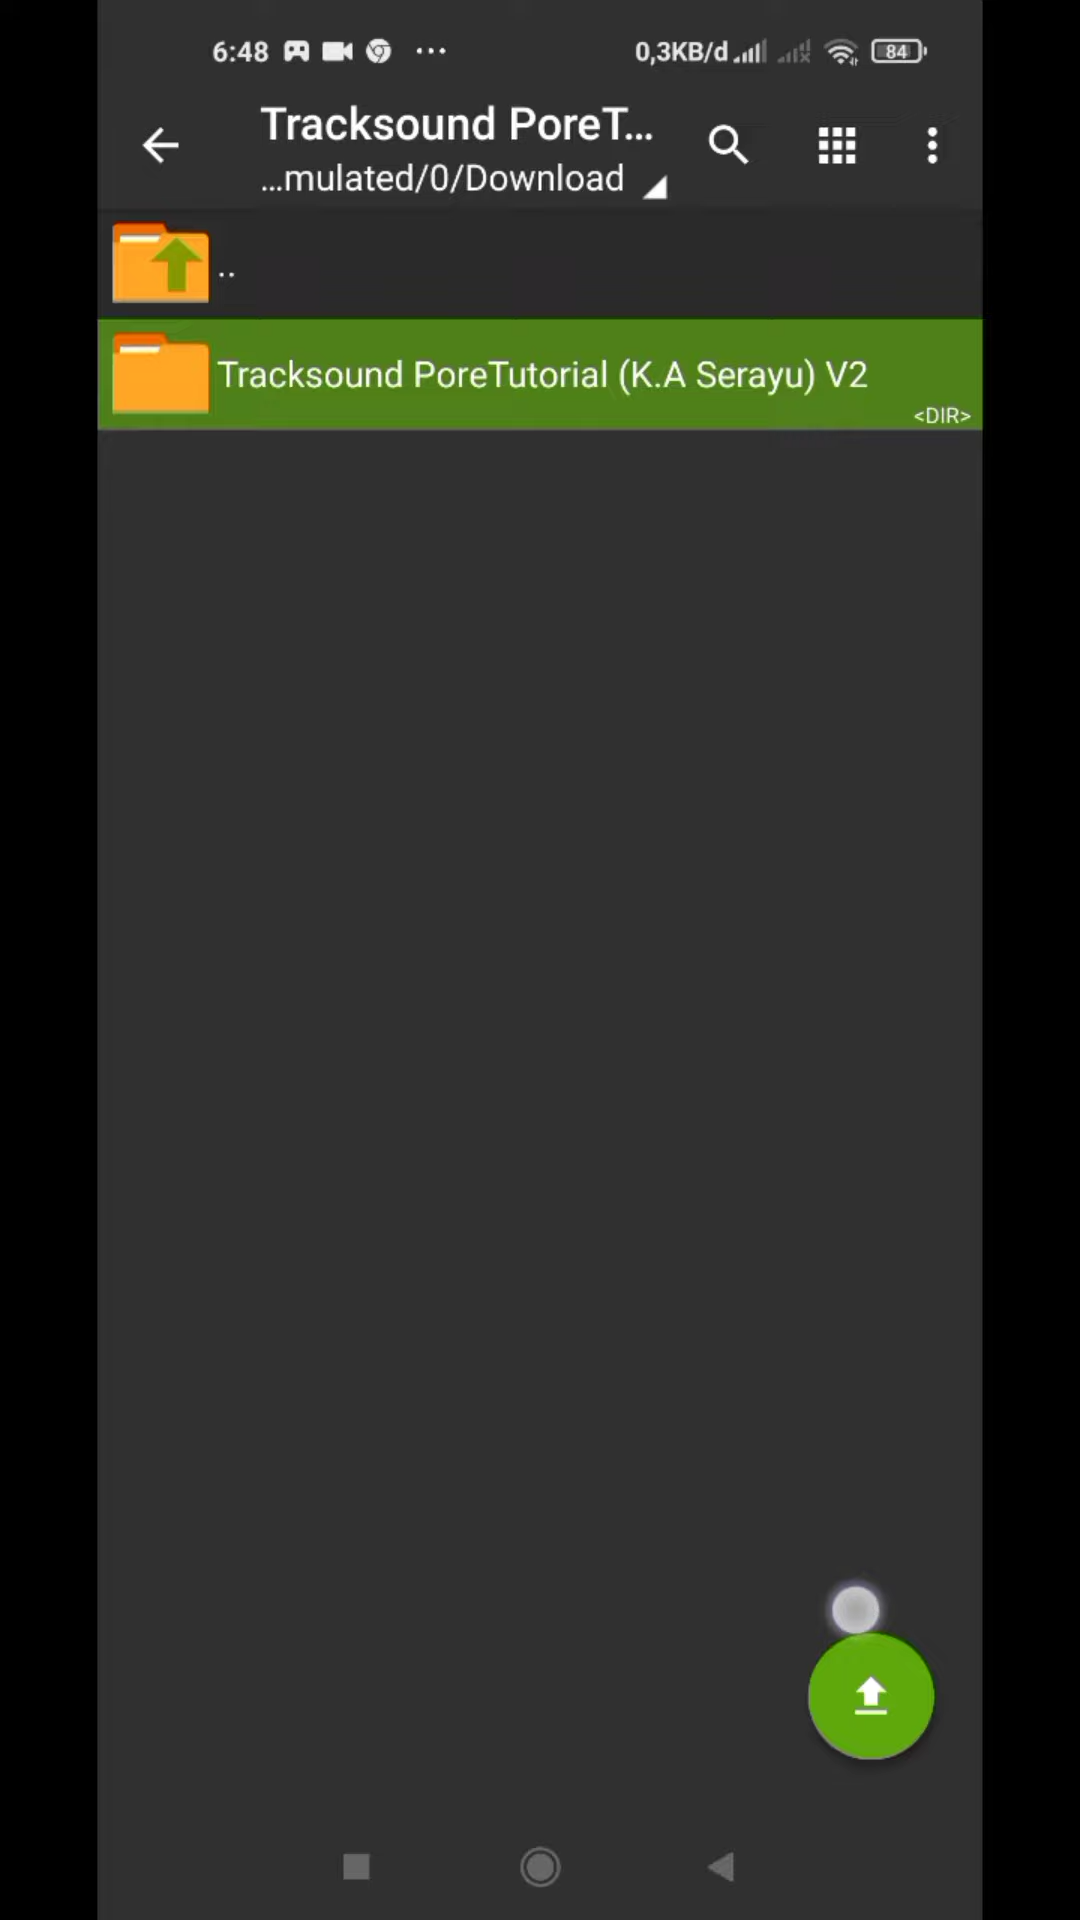 6:48
0,3KB/d
84
Tracksound PoreT...
...mulated/0/Download
..
Tracksound PoreTutorial (K.A Serayu) V2
<DIR>